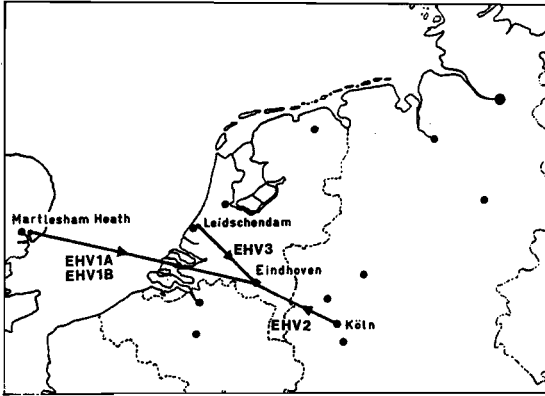 Martlesham Heath
Leidschendam
EHV1A
EHV1B
EHV3
Eindhoven
EHV2
Köln